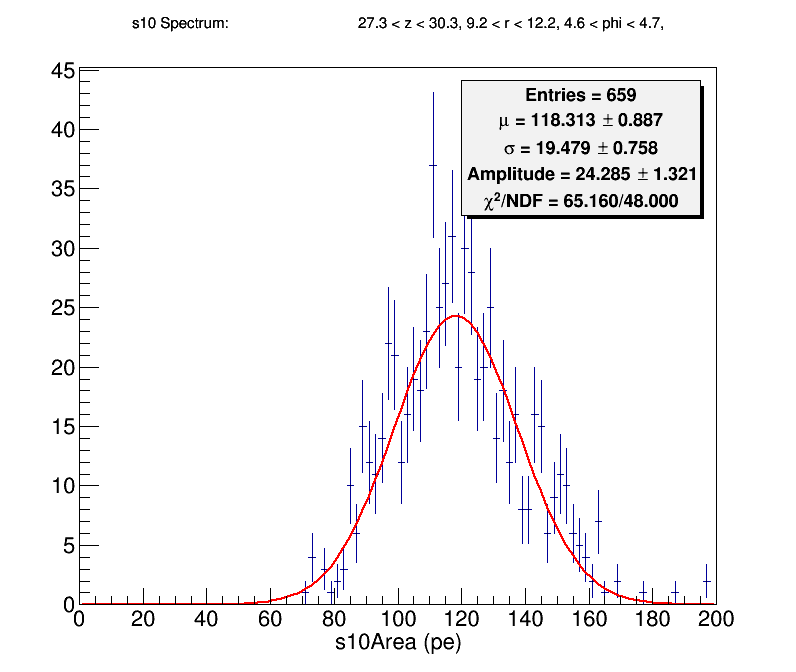 s10 Spectrum: 27.3 < z < 30.3, 9.2 < r < 12.2, 4.6 < phi < 4.7,
45
Entries = 659
μ = 118.313 ± 0.887
40
σ = 19.479 ± 0.758
Amplitude = 24.285 ± 1.321
35
χ²/NDF = 65.160/48.000
30
25
20
15
10
5
0
0 20 40 60 80 100 120 140 160 180 200
s10Area (pe)